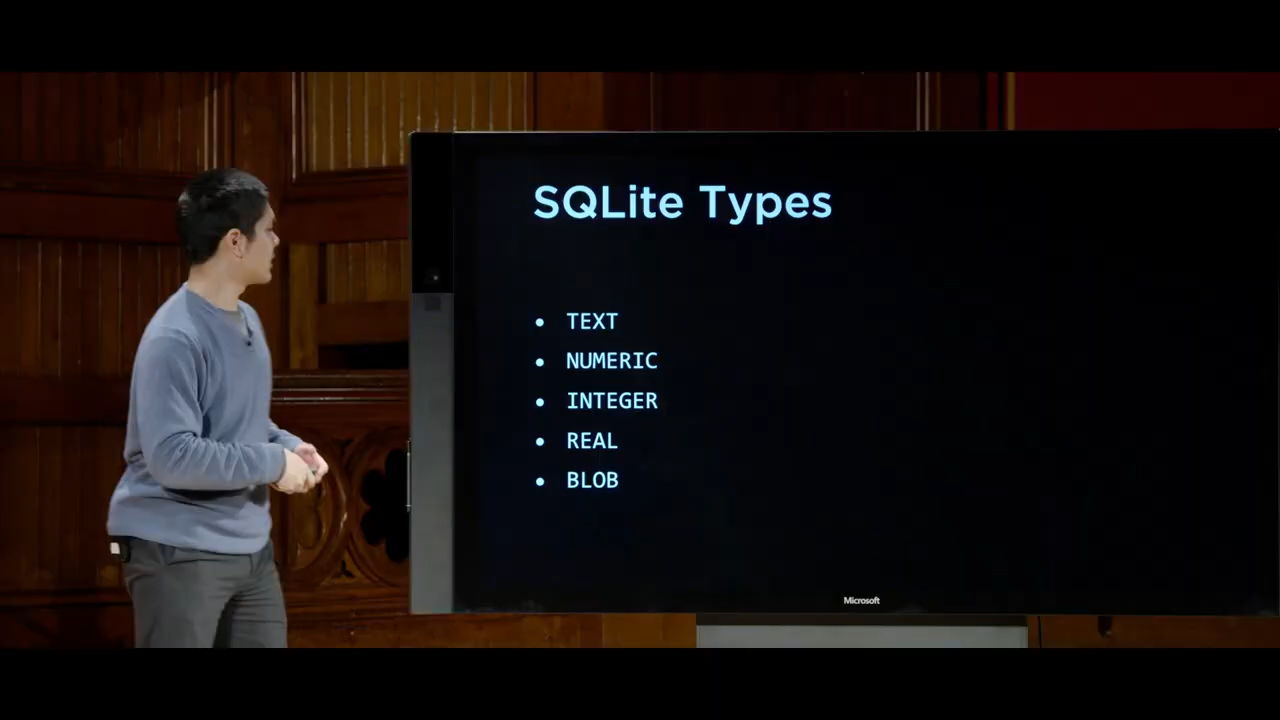 SQLite Types
• TEXT
• NUMERIC
• INTEGER
• REAL
• BLOB
Microsoft